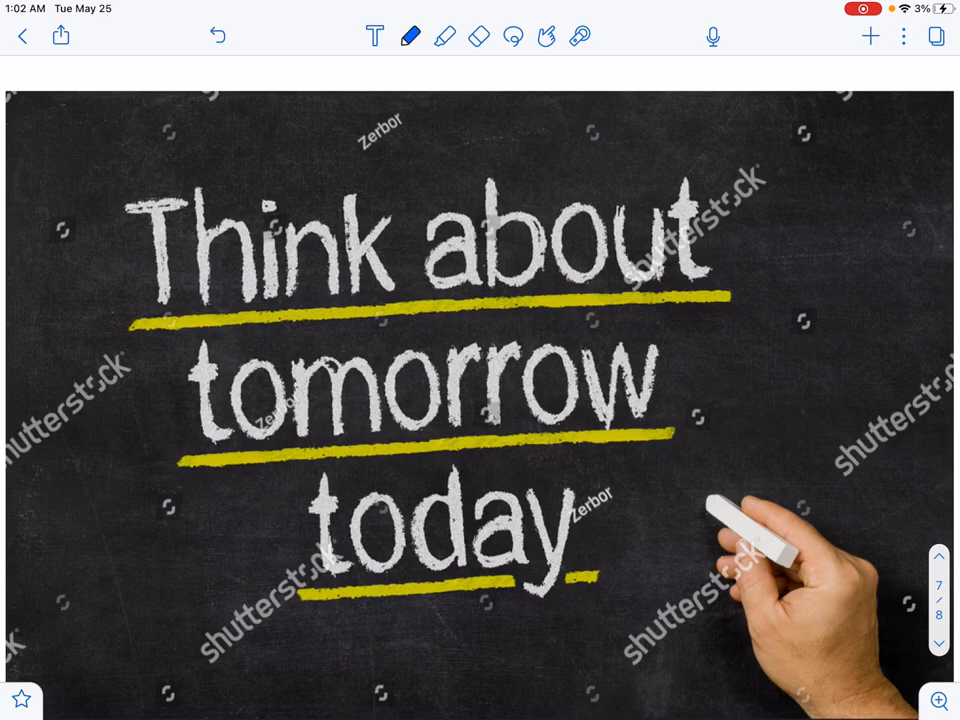 1:02 AM Tue May 25
3%
Zerbor
Think about
shutterstock
tomorrow
Zerbor
shutterstock
shutterstock
today
Zerbor
shutterstock
shutterstock
7
/
8